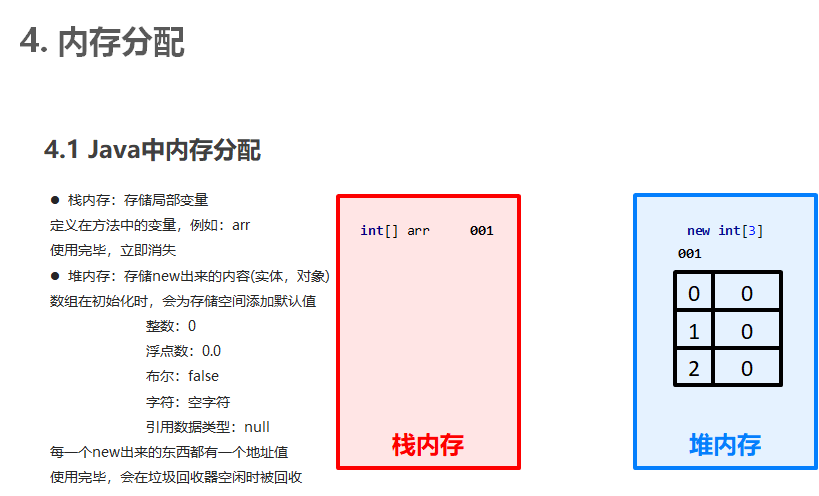 4. 内存分配
4.1 Java中内存分配
● 栈内存：存储局部变量
定义在方法中的变量，例如：arr
使用完毕，立即消失
● 堆内存：存储new出来的内容(实体，对象)
数组在初始化时，会为存储空间添加默认值
整数：0
浮点数：0.0
布尔：false
字符：空字符
引用数据类型：null
每一个new出来的东西都有一个地址值
使用完毕，会在垃圾回收器空闲时被回收
int[] arr 001
栈内存
new int[3]
001
0 0
1 0
2 0
堆内存